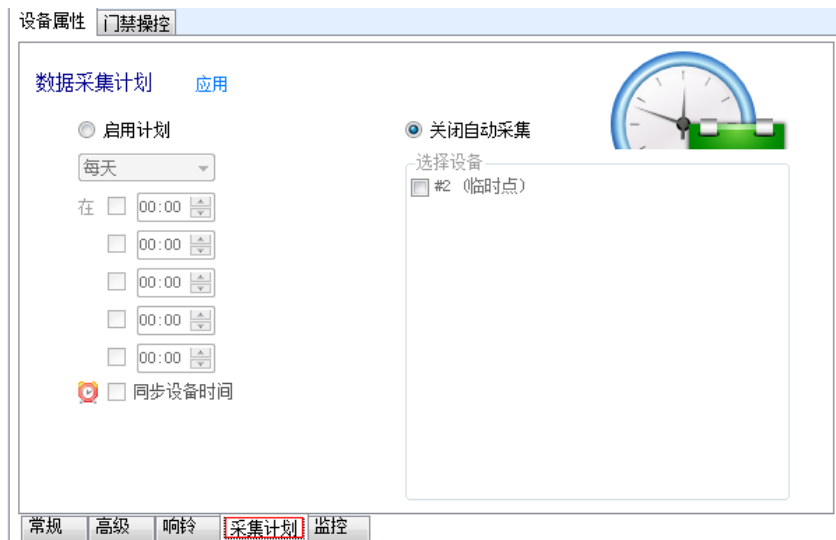 设备属性 门禁操控
数据采集计划 应用
启用计划 关闭自动采集
每天 选择设备
#2 (临时点)
在 00:00
00:00
00:00
00:00
00:00
同步设备时间
常规 高级 响铃 采集计划 监控